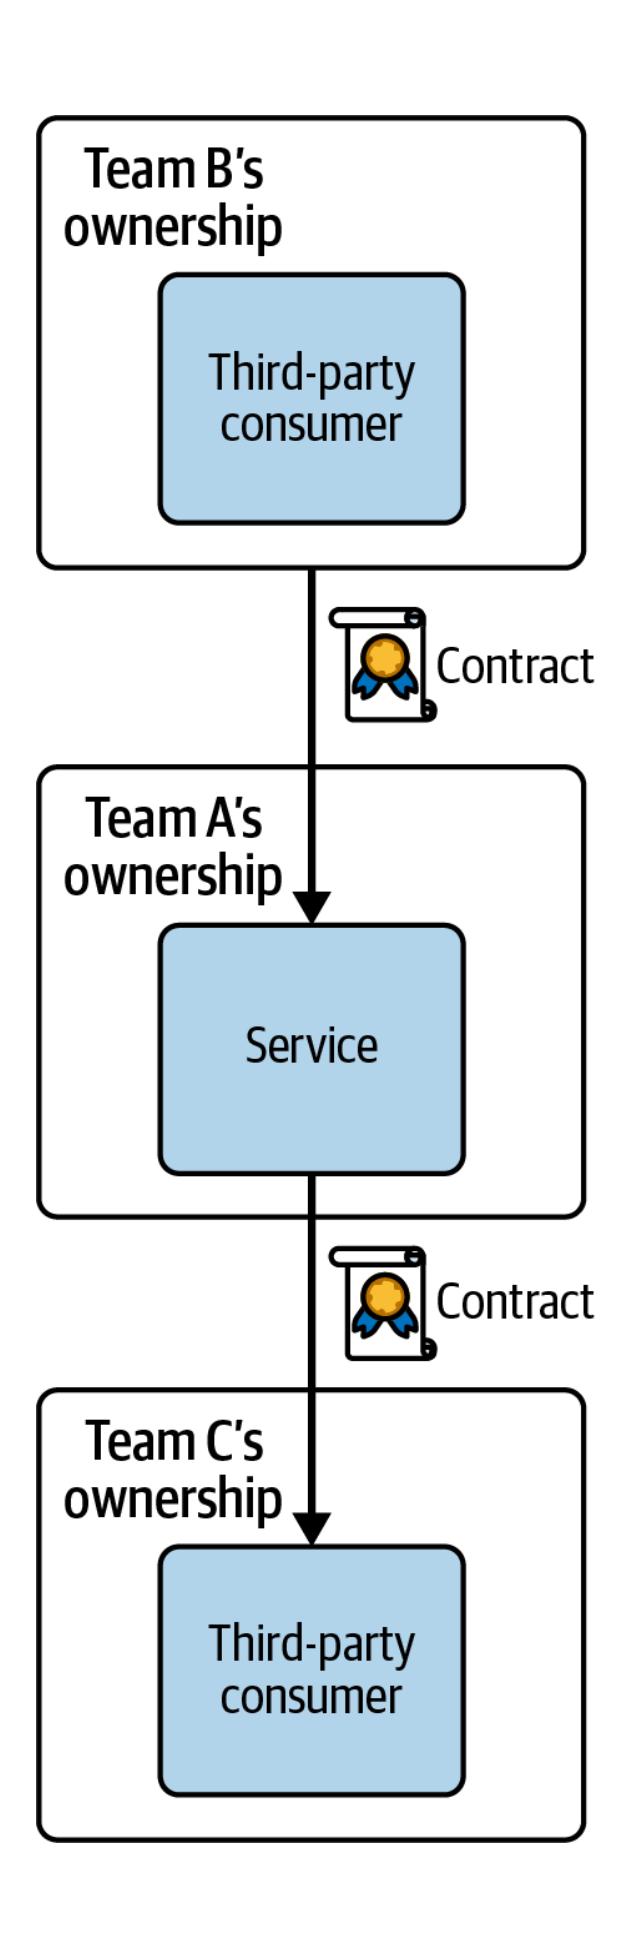 Team B's
ownership
Third-party
consumer
Contract
Team A's
ownership
Service
Contract
Team C's
ownership
Third-party
consumer